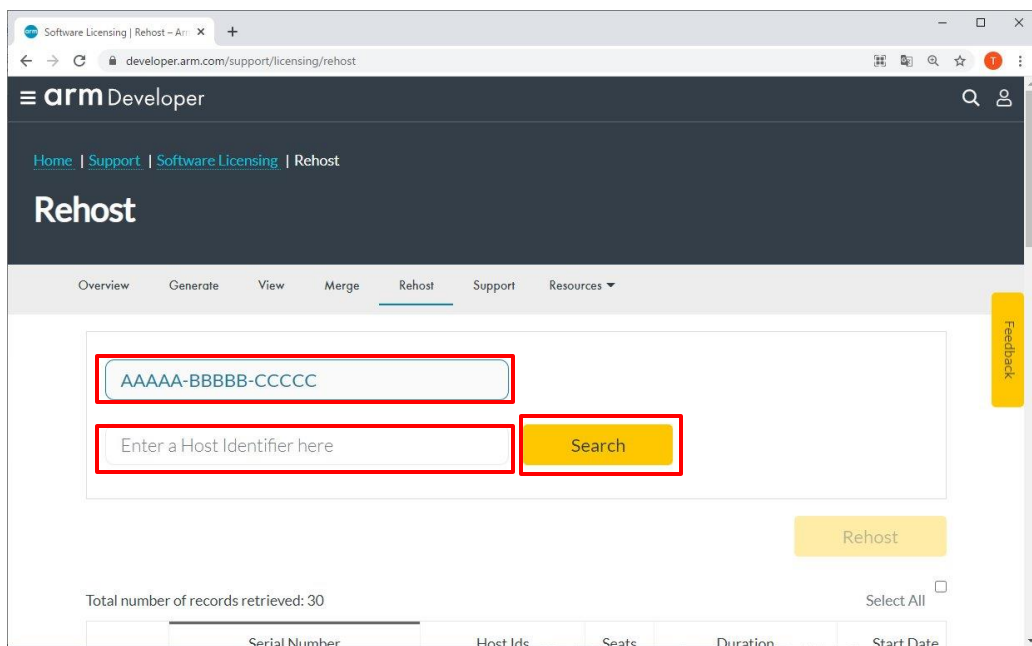 Software Licensing | Rehost – Arm
developer.arm.com/support/licensing/rehost
T
arm Developer
Home | Support | Software Licensing | Rehost
Rehost
Overview Generate View Merge Rehost Support Resources
Feedback
AAAAA-BBBBB-CCCCC
Enter a Host Identifier here
Search
Rehost
Total number of records retrieved: 30
Select All
Serial Number Host Ids Seats Duration Start Date